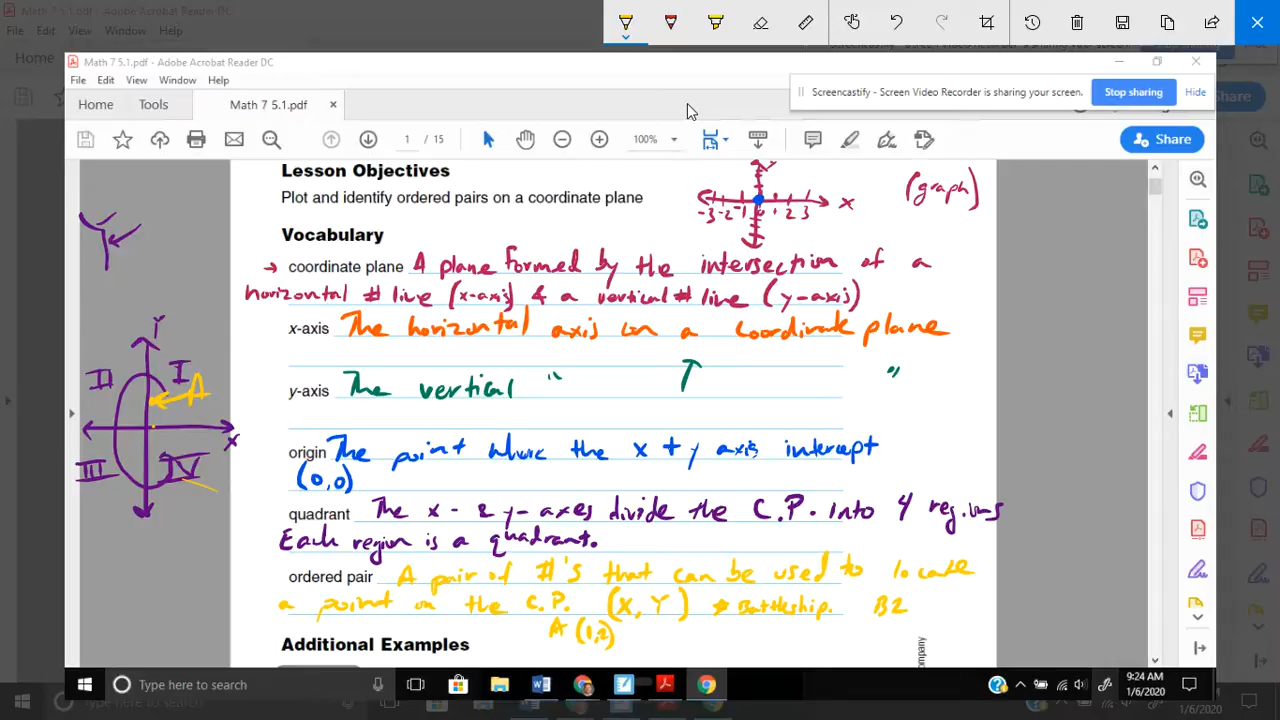 Math 7 5.1.pdf - Adobe Acrobat Reader DC
File Edit View Window Help
Screencastify - Screen Video Recorder is sharing your screen. Stop sharing Hide
Home Tools Math 7 5.1.pdf
1 / 15 100% Share
Lesson Objectives
Plot and identify ordered pairs on a coordinate plane
(graph)
-3 -2 -1 0 1 2 3 x
Vocabulary
coordinate plane A plane formed by the intersection of a
horizontal # line (x-axis) & a vertical # line (y-axis)
x-axis The horizontal axis on a coordinate plane
y-axis The vertical " ↑ "
origin The point where the x + y axis intercept
(0,0)
quadrant The x- & y-axes divide the C.P. into 4 regions
Each region is a quadrant.
ordered pair A pair of #'s that can be used to locate
a point on the C.P. (X, Y) * Battleship. B2
A (1,2)
Additional Examples
Y
Y
II I
A
X
III IV
Type here to search
9:24 AM
1/6/2020